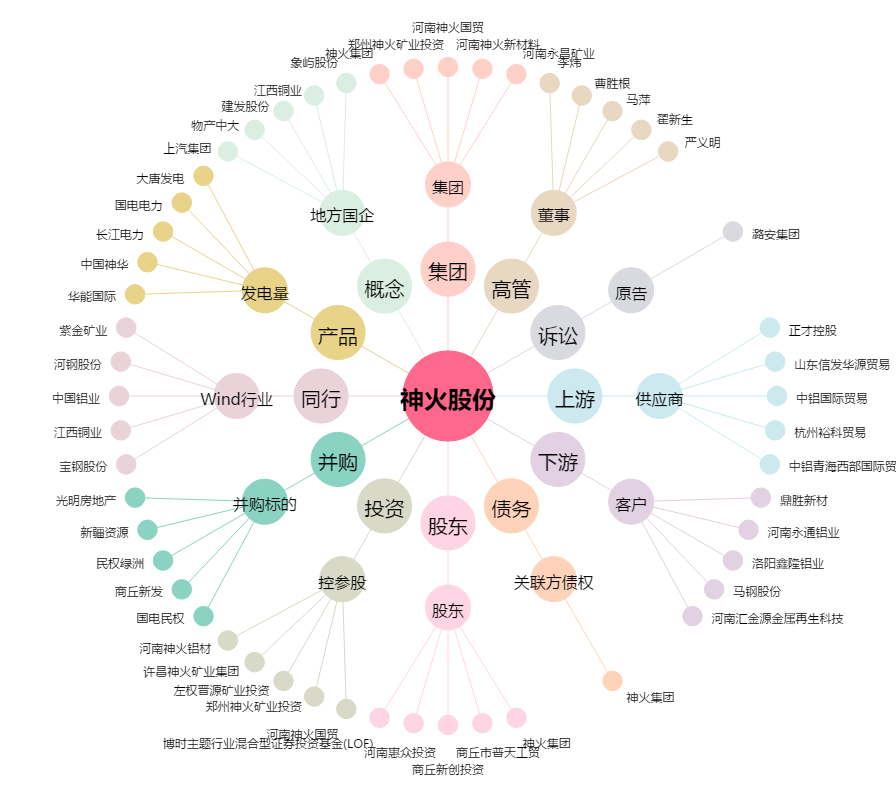 河南神火国贸
郑州神火矿业投资
河南神火新材料
神火集团
河南永昌矿业
象屿股份
李炜
江西铜业
曹胜根
建发股份
马萍
物产中大
翟新生
上汽集团
严义明
大唐发电
集团
国电电力
地方国企
董事
长江电力
潞安集团
中国神华
集团
华能国际
发电量
概念
高管
原告
紫金矿业
产品
诉讼
正才控股
河钢股份
山东信发华源贸易
中国铝业
Wind行业
同行
神火股份
上游
供应商
中铝国际贸易
江西铜业
杭州裕科贸易
宝钢股份
并购
下游
中铝青海西部国际贸
光明房地产
并购标的
投资
债务
客户
鼎胜新材
新疆资源
股东
河南永通铝业
民权绿洲
洛阳鑫隆铝业
商丘新发
控参股
关联方债权
马钢股份
国电民权
股东
河南汇金源金属再生科技
河南神火铝材
许昌神火矿业集团
左权晋源矿业投资
神火集团
郑州神火矿业投资
河南神火国贸
博时主题行业混合型证券投资基金(LOF)
神火集团
河南惠众投资
商丘市普天工贸
商丘新创投资